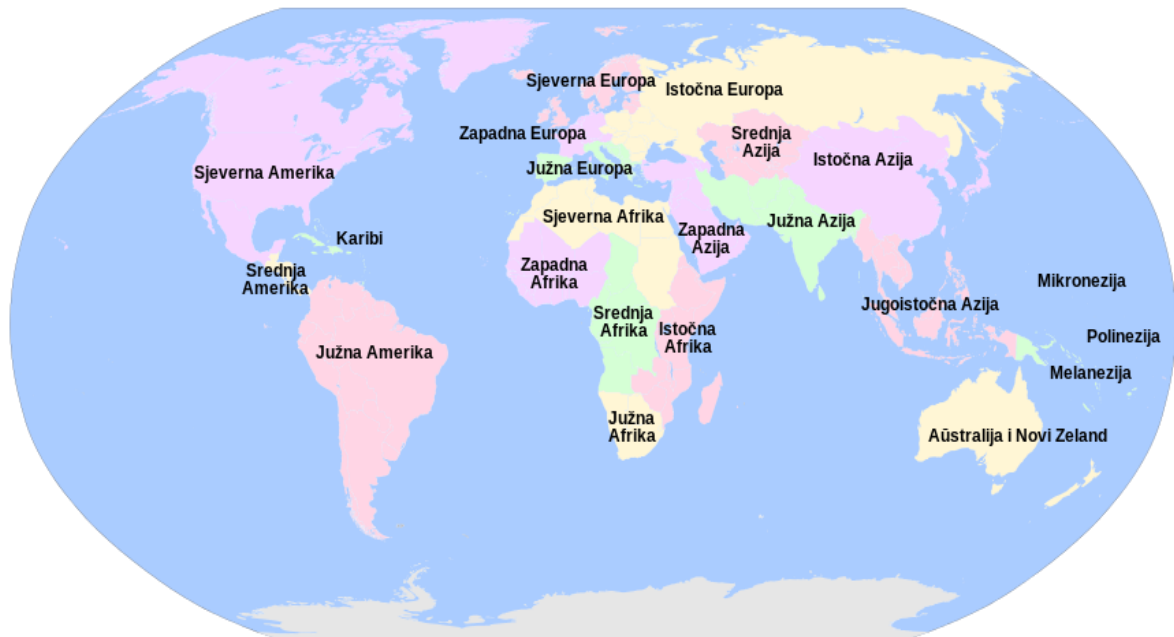 Sjeverna Europa
Istočna Europa
Zapadna Europa
Srednja
Azija
Istočna Azija
Južna Europa
Sjeverna Amerika
Sjeverna Afrika
Južna Azija
Zapadna
Azija
Karibi
Zapadna
Afrika
Srednja
Amerika
Mikronezija
Jugoistočna Azija
Srednja
Afrika
Istočna
Afrika
Polinezija
Južna Amerika
Melanezija
Južna
Afrika
Aūstralija i Novi Zeland